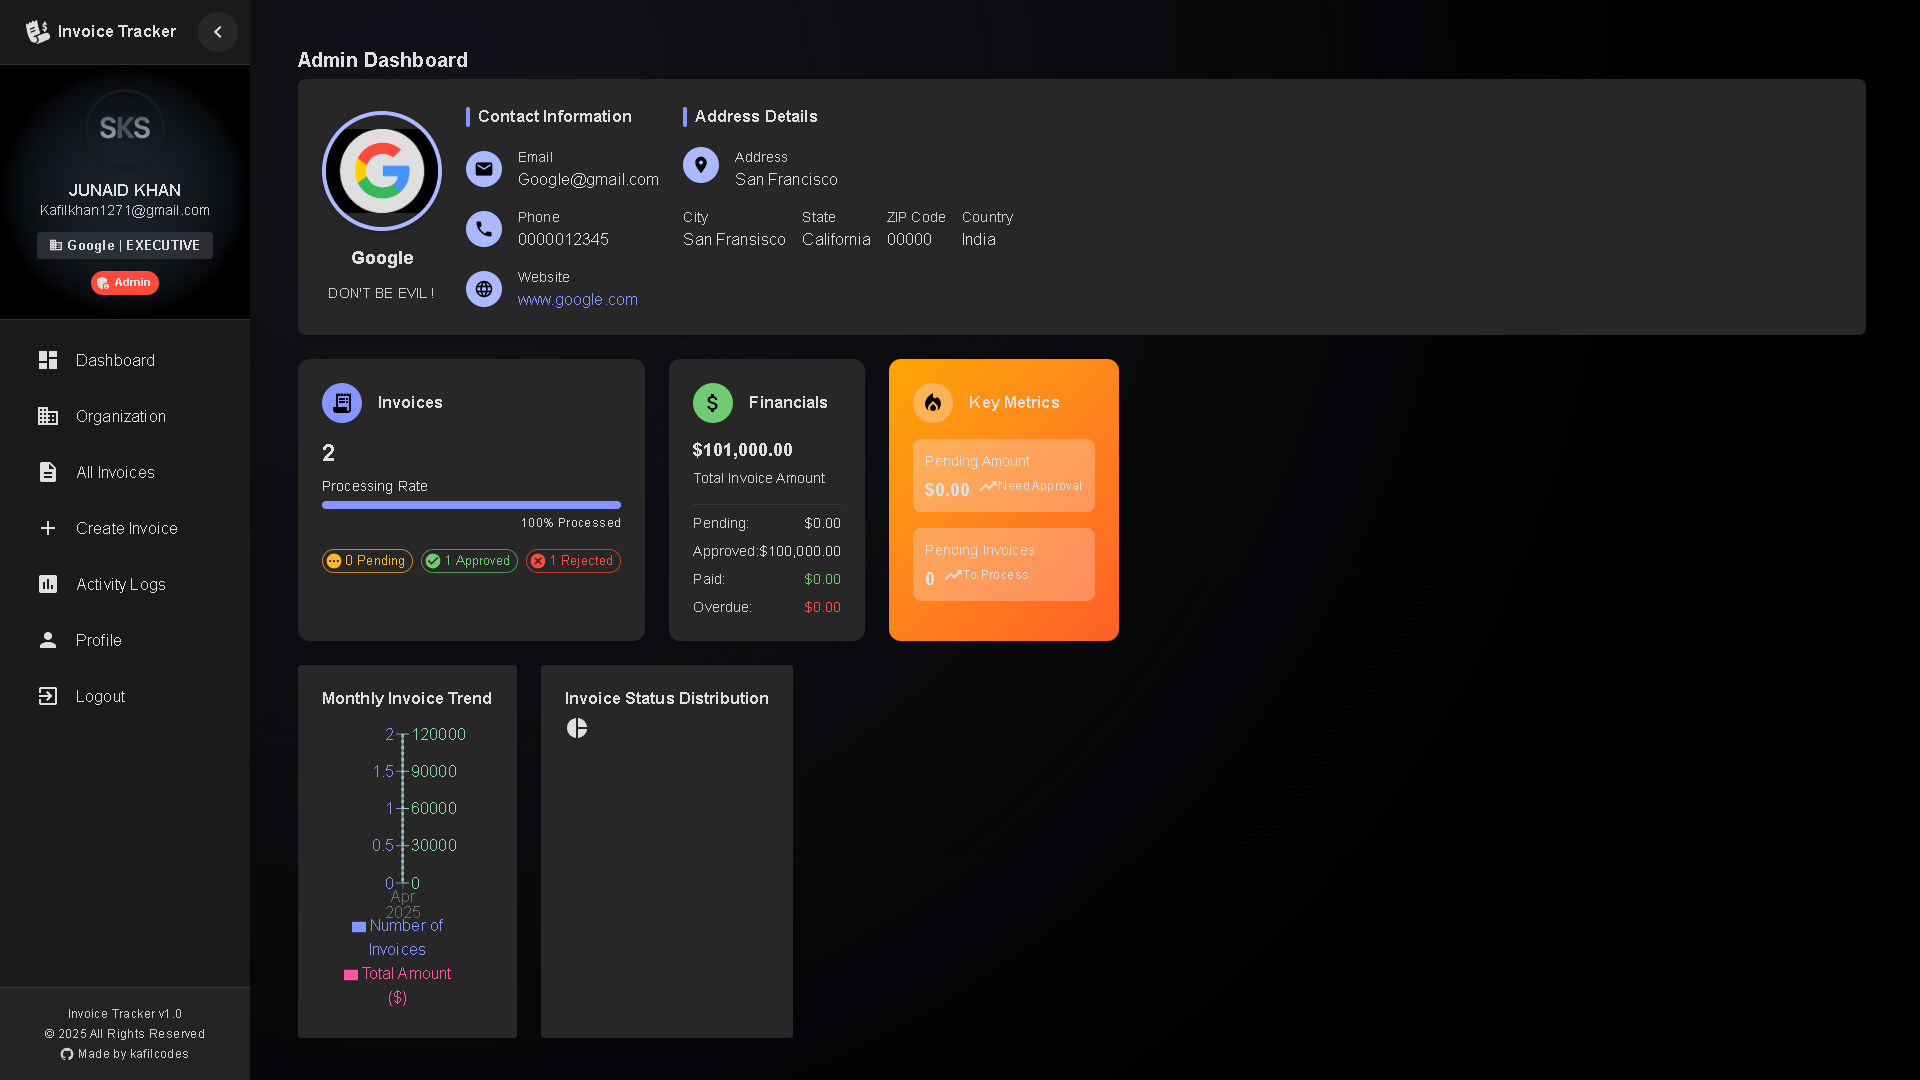 Invoice Tracker
SKS
JUNAID KHAN
Kafilkhan1271@gmail.com
Google | EXECUTIVE
Admin
Dashboard
Organization
All Invoices
Create Invoice
Activity Logs
Profile
Logout
Invoice Tracker v1.0
© 2025 All Rights Reserved
Made by kafilcodes
Admin Dashboard
Google
DON'T BE EVIL !
Contact Information
Email
Google@gmail.com
Phone
0000012345
Website
www.google.com
Address Details
Address
San Francisco
City State ZIP Code Country
San Fransisco California 00000 India
Invoices
2
Processing Rate
100% Processed
0 Pending 1 Approved 1 Rejected
Financials
$101,000.00
Total Invoice Amount
Pending: $0.00
Approved:$100,000.00
Paid: $0.00
Overdue: $0.00
Key Metrics
Pending Amount
$0.00 Need Approval
Pending Invoices
0 To Process
Monthly Invoice Trend
2 120000
1.5 90000
1 60000
0.5 30000
0 0
Apr
2025
Number of
Invoices
Total Amount
($)
Invoice Status Distribution